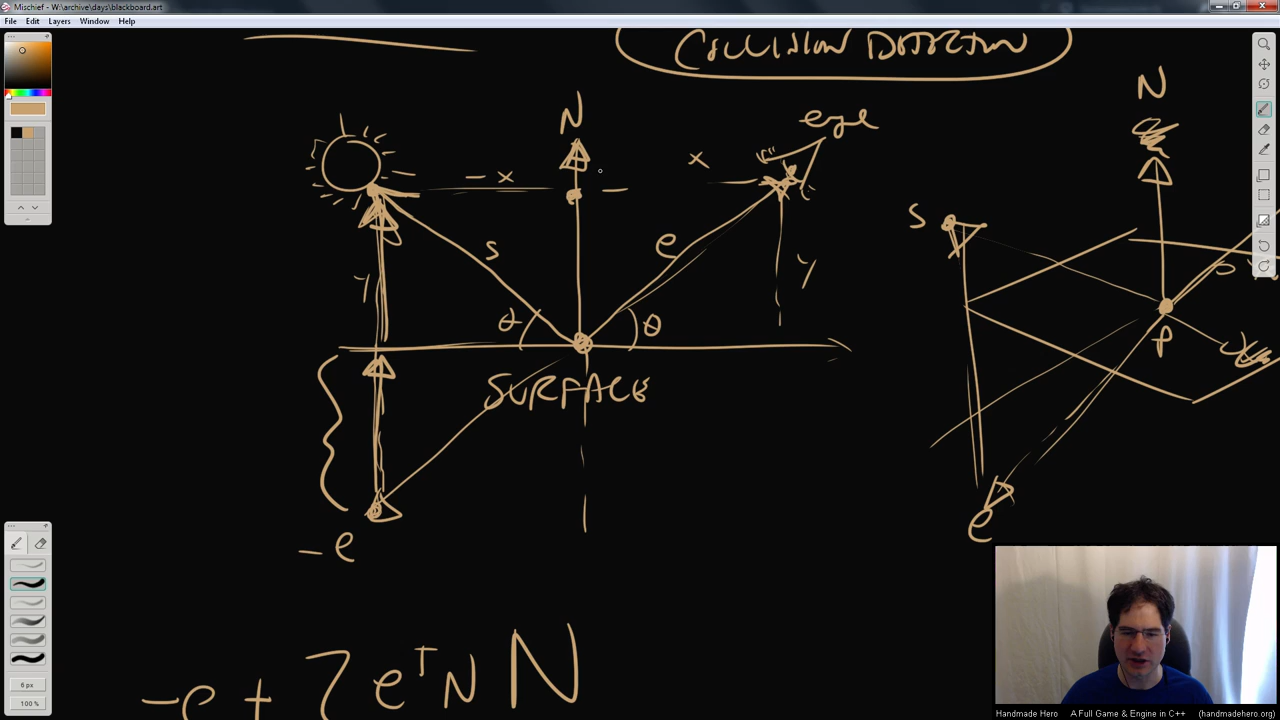 Mischief - W:\archive\days\blackboard.art
File Edit Layers Window Help
COLLISION DETECTION
N
eye
N
- x
-
x
s
e
S
y
y
θ
θ
P
SURFACE
- e
e
6 px
100 %
-e + 2 e^T N N
Handmade Hero A Full Game & Engine in C++ (handmadehero.org)